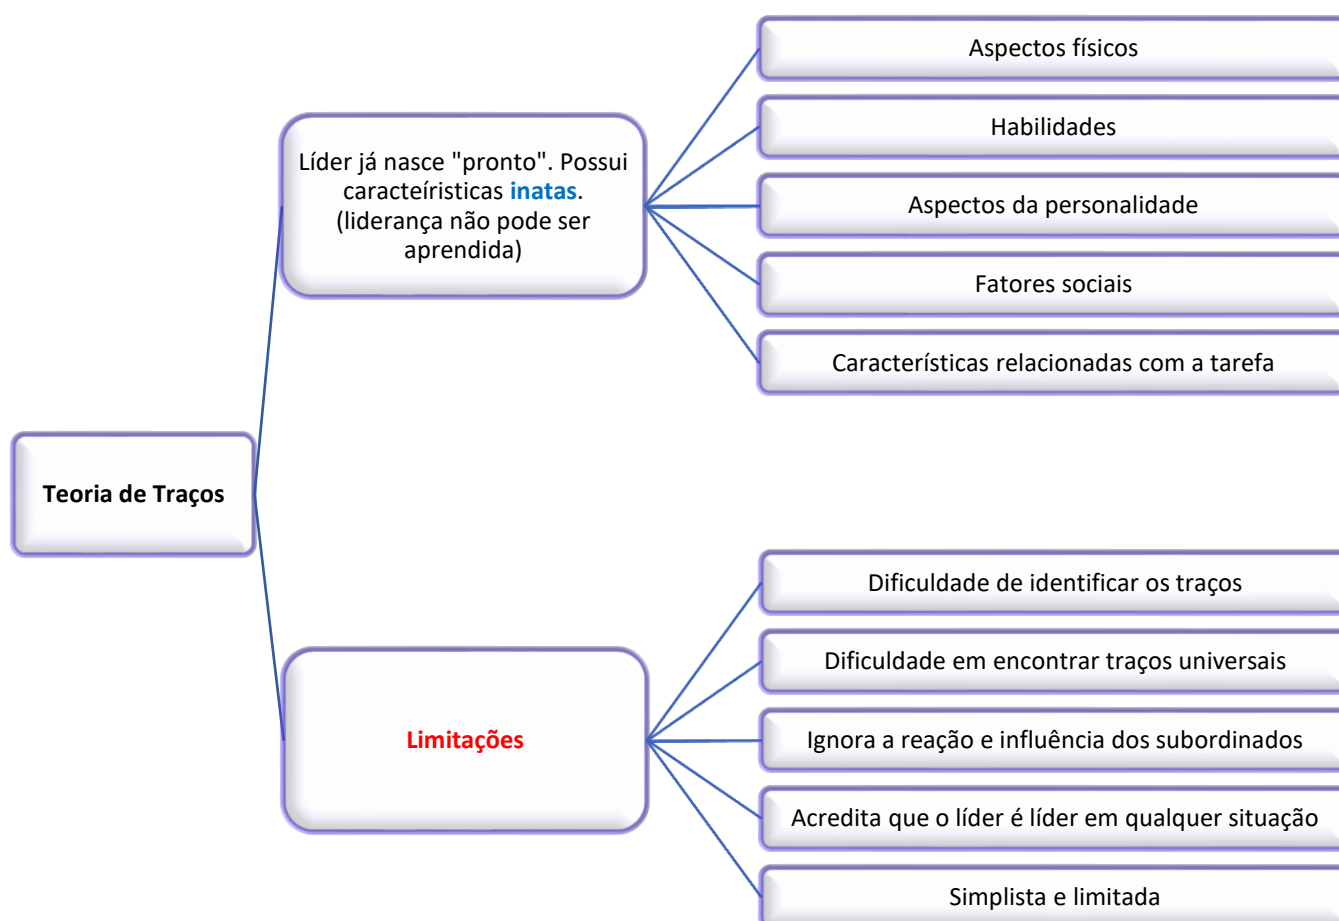 Teoria de Traços
Líder já nasce "pronto". Possui
caracteíristicas inatas.
(liderança não pode ser
aprendida)
Aspectos físicos
Habilidades
Aspectos da personalidade
Fatores sociais
Características relacionadas com a tarefa
Limitações
Dificuldade de identificar os traços
Dificuldade em encontrar traços universais
Ignora a reação e influência dos subordinados
Acredita que o líder é líder em qualquer situação
Simplista e limitada